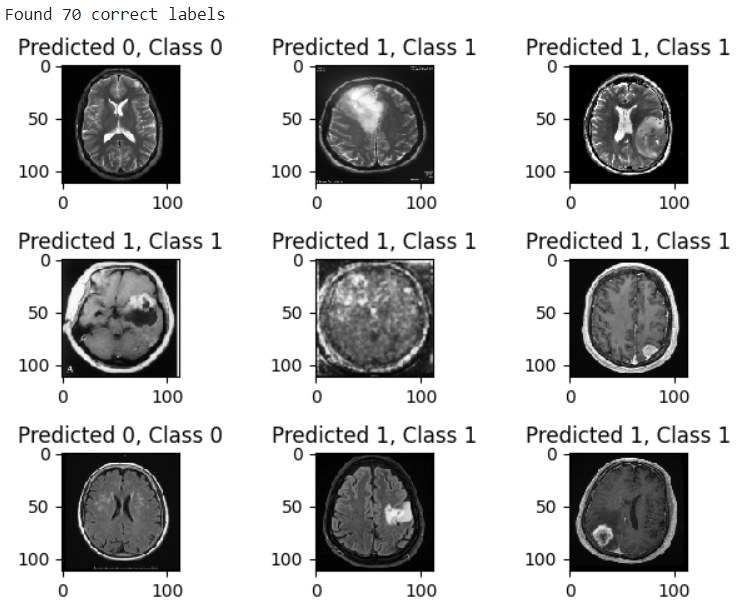 Found 70 correct labels
Predicted 0, Class 0 Predicted 1, Class 1 Predicted 1, Class 1
0 0 0
50 50 50
100 100 100
0 100 0 100 0 100
Predicted 1, Class 1 Predicted 1, Class 1 Predicted 1, Class 1
0 0 0
50 50 50
100 100 100
0 100 0 100 0 100
Predicted 0, Class 0 Predicted 1, Class 1 Predicted 1, Class 1
0 0 0
50 50 50
100 100 100
0 100 0 100 0 100